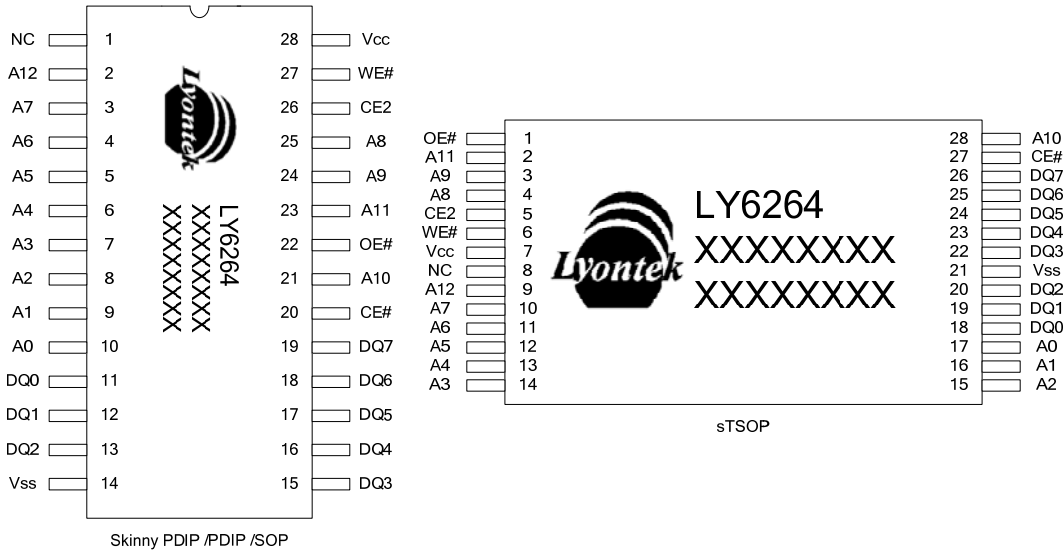 NC 1 28 Vcc
A12 2 27 WE#
A7 3 26 CE2
A6 4 25 A8
A5 5 24 A9
A4 6 23 A11
A3 7 22 OE#
A2 8 21 A10
A1 9 20 CE#
A0 10 19 DQ7
DQ0 11 18 DQ6
DQ1 12 17 DQ5
DQ2 13 16 DQ4
Vss 14 15 DQ3
Lyontek
LY6264
XXXXXXXX
XXXXXXXX
Skinny PDIP /PDIP /SOP
OE# 1 28 A10
A11 2 27 CE#
A9 3 26 DQ7
A8 4 25 DQ6
CE2 5 24 DQ5
WE# 6 23 DQ4
Vcc 7 22 DQ3
NC 8 21 Vss
A12 9 20 DQ2
A7 10 19 DQ1
A6 11 18 DQ0
A5 12 17 A0
A4 13 16 A1
A3 14 15 A2
Lyontek
LY6264
XXXXXXXX
XXXXXXXX
sTSOP